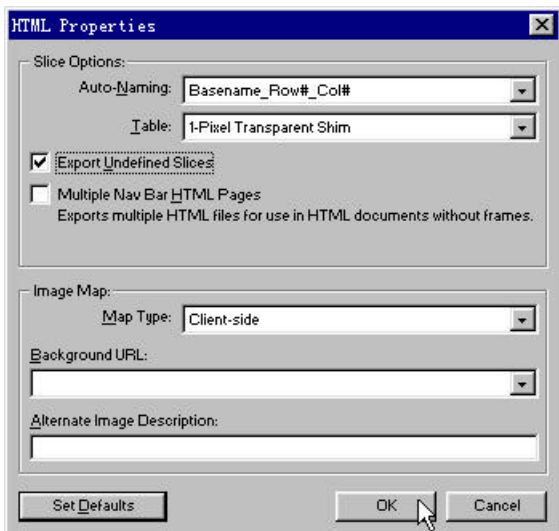 HTML Properties
Slice Options:
Auto-Naming: Basename_Row#_Col#
Table: 1-Pixel Transparent Shim
Export Undefined Slices
Multiple Nav Bar HTML Pages
Exports multiple HTML files for use in HTML documents without frames.
Image Map:
Map Type: Client-side
Background URL:
Alternate Image Description:
Set Defaults OK Cancel